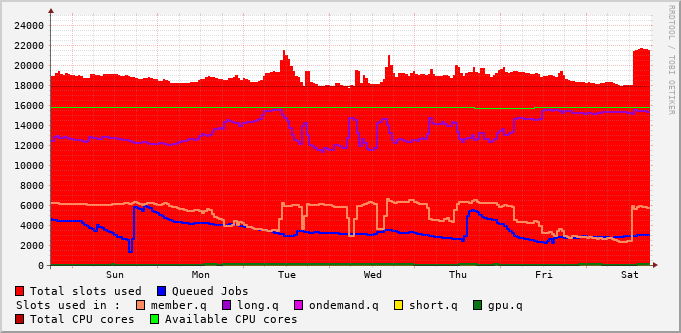 RRDTOOL / TOBI OETIKER
24000
22000
20000
18000
16000
14000
12000
10000
8000
6000
4000
2000
0
Sun Mon Tue Wed Thu Fri Sat
Total slots used Queued Jobs
Slots used in : member.q long.q ondemand.q short.q gpu.q
Total CPU cores Available CPU cores